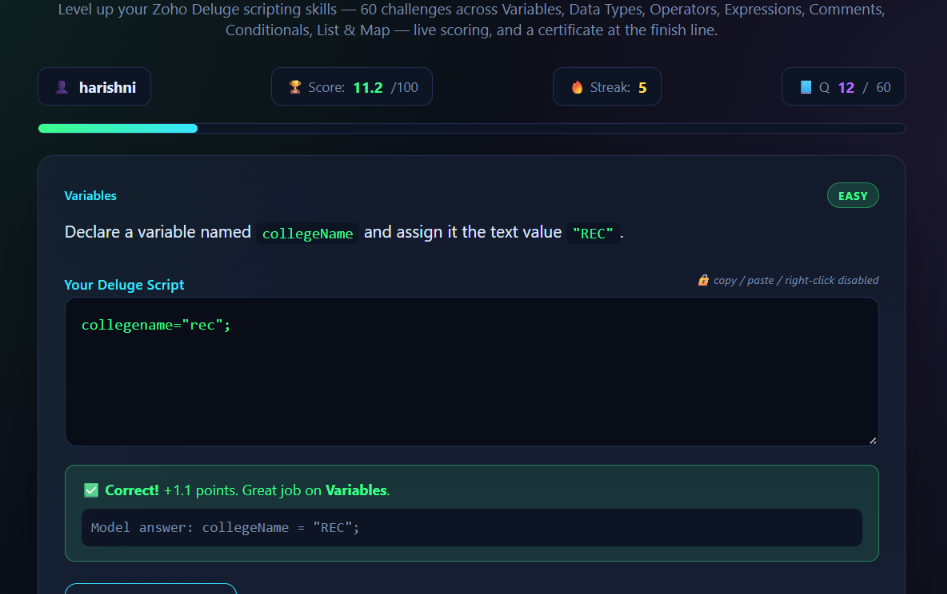 Level up your Zoho Deluge scripting skills — 60 challenges across Variables, Data Types, Operators, Expressions, Comments,
Conditionals, List & Map — live scoring, and a certificate at the finish line.
harishni
Score: 11.2 /100
Streak: 5
Q 12 / 60
Variables
EASY
Declare a variable named collegeName and assign it the text value "REC" .
Your Deluge Script
copy / paste / right-click disabled
collegename="rec";
Correct! +1.1 points. Great job on Variables.
Model answer: collegeName = "REC";